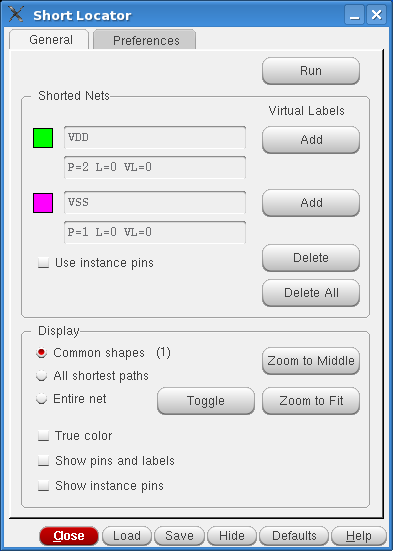 Short Locator
General Preferences
Run
Shorted Nets
Virtual Labels
VDD Add
P=2 L=0 VL=0
VSS Add
P=1 L=0 VL=0
Use instance pins Delete
Delete All
Display
Common shapes (1) Zoom to Middle
All shortest paths
Entire net Toggle Zoom to Fit
True color
Show pins and labels
Show instance pins
Close Load Save Hide Defaults Help